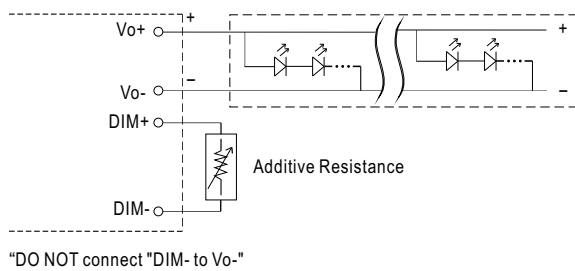 Vo+
+
+
Vo-
−
−
DIM+
Additive Resistance
DIM-
“DO NOT connect "DIM- to Vo-"